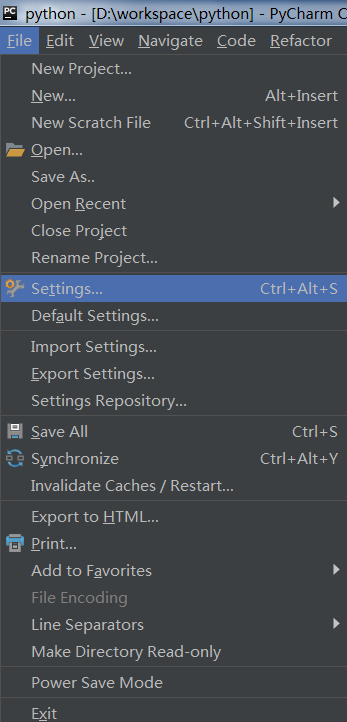 PC python - [D:\workspace\python] - PyCharm C
File Edit View Navigate Code Refactor
New Project...
New... Alt+Insert
New Scratch File Ctrl+Alt+Shift+Insert
Open...
Save As..
Open Recent
Close Project
Rename Project...
Settings... Ctrl+Alt+S
Default Settings...
Import Settings...
Export Settings...
Settings Repository...
Save All Ctrl+S
Synchronize Ctrl+Alt+Y
Invalidate Caches / Restart...
Export to HTML...
Print...
Add to Favorites
File Encoding
Line Separators
Make Directory Read-only
Power Save Mode
Exit